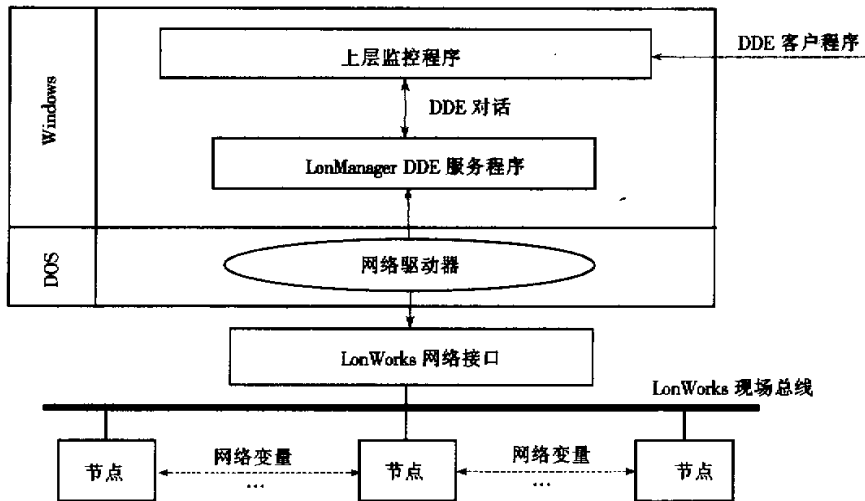 上层监控程序
DDE 客户程序
DDE 对话
Windows
LonManager DDE 服务程序
DOS
网络驱动器
LonWorks 网络接口
LonWorks 现场总线
节点
网络变量
…
节点
网络变量
…
节点